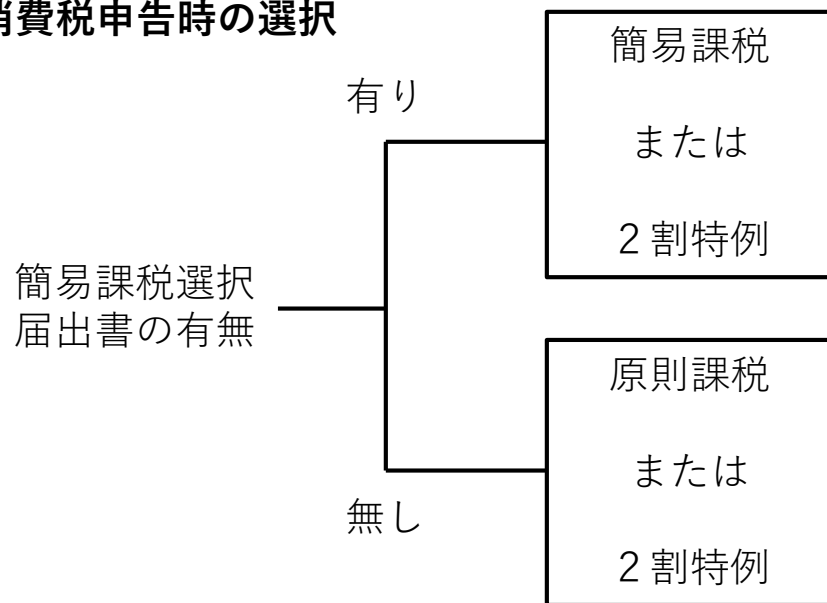 消費税申告時の選択
有り
簡易課税
または
２割特例
簡易課税選択
届出書の有無
無し
原則課税
または
２割特例